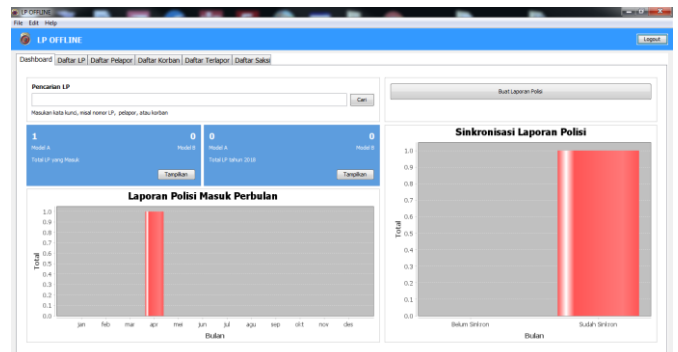 LP OFFLINE
File Edit Help
LP OFFLINE
Logout
Dashboard Daftar LP Daftar Pelapor Daftar Korban Daftar Terlapor Daftar Saksi
Pencarian LP
Cari
Masukan kata kunci, misal nomor LP, pelapor, atau korban
Buat Laporan Polisi
1 0
Model A Model B
Total LP yang Masuk
Tampilkan
0 0
Model A Model B
Total LP tahun 2018
Tampilkan
Laporan Polisi Masuk Perbulan
1.0
0.9
0.8
0.7
0.6
0.5
0.4
0.3
0.2
0.1
0.0
Total
jan feb mar apr mei jun jul agu sep okt nov des
Bulan
Sinkronisasi Laporan Polisi
1.0
0.9
0.8
0.7
0.6
0.5
0.4
0.3
0.2
0.1
0.0
Total
Belum Sinkron Sudah Sinkron
Bulan